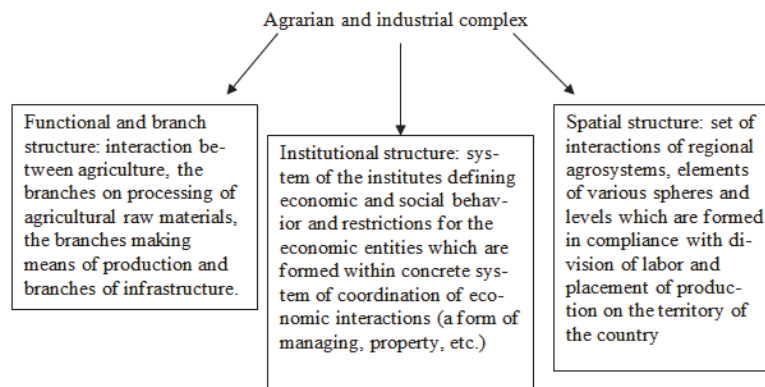 Agrarian and industrial complex
Functional and branch
structure: interaction be-
tween agriculture, the
branches on processing of
agricultural raw materials,
the branches making
means of production and
branches of infrastructure.
Institutional structure: sys-
tem of the institutes defining
economic and social behav-
ior and restrictions for the
economic entities which are
formed within concrete sys-
tem of coordination of eco-
nomic interactions (a form of
managing, property, etc.)
Spatial structure: set of
interactions of regional
agrosystems, elements
of various spheres and
levels which are formed
in compliance with di-
vision of labor and
placement of produc-
tion on the territory of
the country